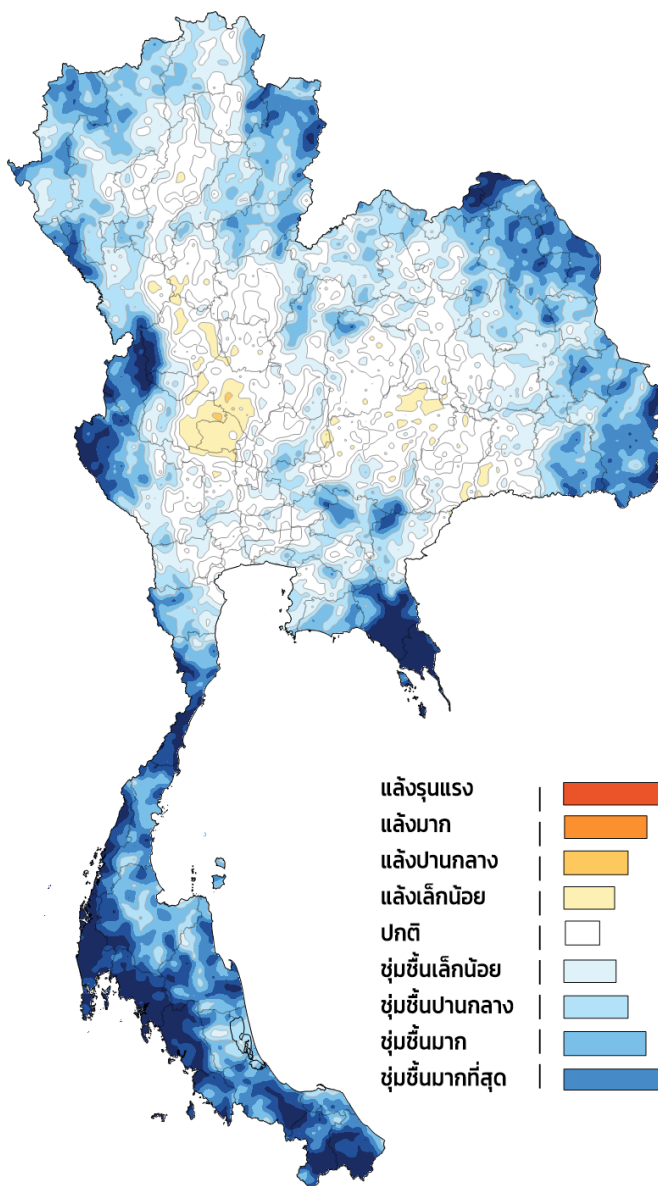 แล้งรุนแรง
แล้งมาก
แล้งปานกลาง
แล้งเล็กน้อย
ปกติ
ชุ่มชื้นเล็กน้อย
ชุ่มชื้นปานกลาง
ชุ่มชื้นมาก
ชุ่มชื้นมากที่สุด